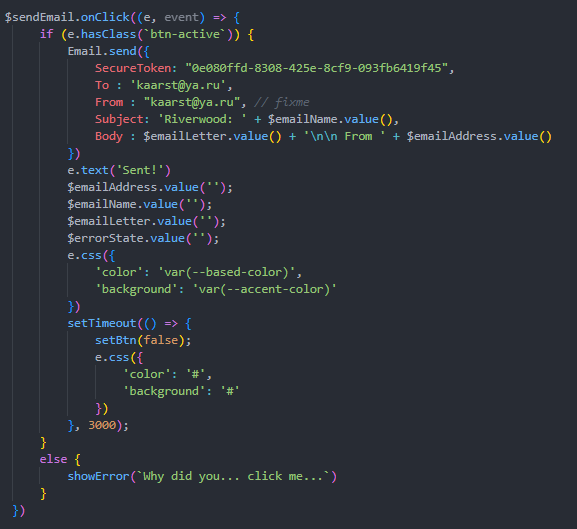 $sendEmail.onClick((e, event) => {
if (e.hasClass(`btn-active`)) {
Email.send({
SecureToken: "0e080ffd-8308-425e-8cf9-093fb6419f45",
To : 'kaarst@ya.ru',
From : "kaarst@ya.ru", // fixme
Subject: 'Riverwood: ' + $emailName.value(),
Body : $emailLetter.value() + '\n\n From ' + $emailAddress.value()
})
e.text('Sent!')
$emailAddress.value('');
$emailName.value('');
$emailLetter.value('');
$errorState.value('');
e.css({
'color': 'var(--based-color)',
'background': 'var(--accent-color)'
})
setTimeout(() => {
setBtn(false);
e.css({
'color': '#',
'background': '#'
})
}, 3000);
}
else {
showError(`Why did you... click me...`)
}
})